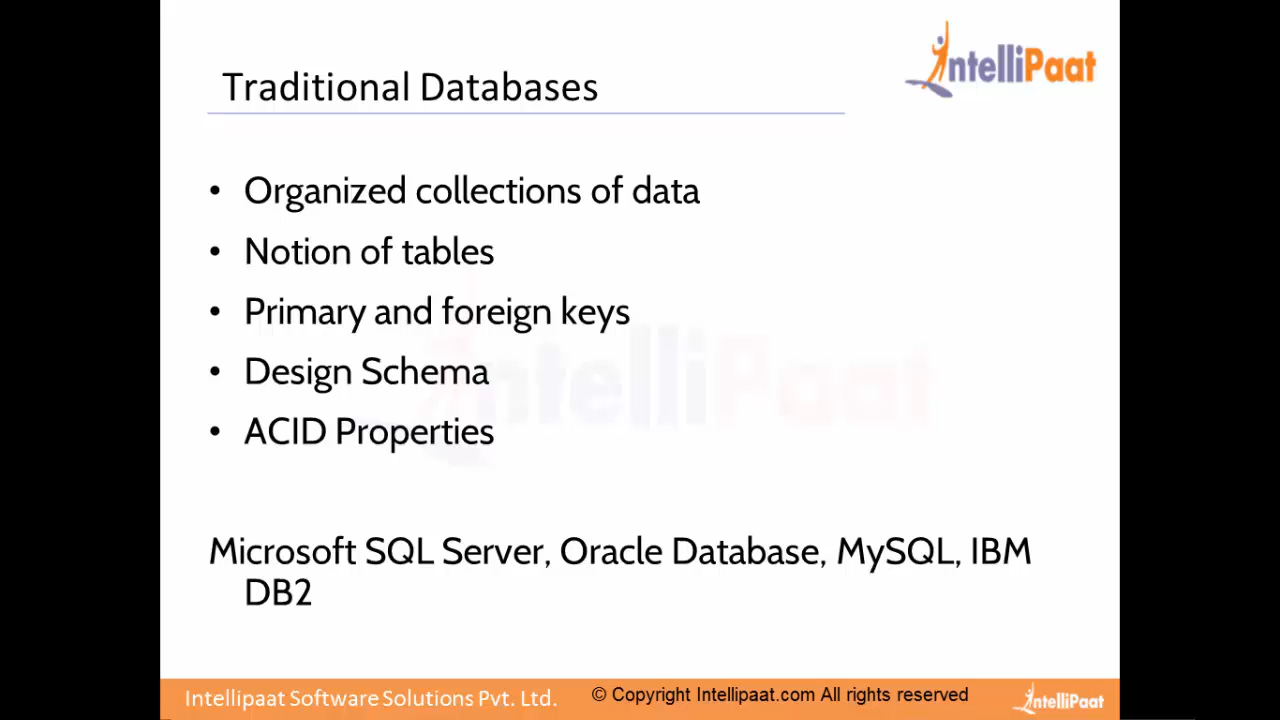 IntelliPaat
Traditional Databases
• Organized collections of data
• Notion of tables
• Primary and foreign keys
• Design Schema
• ACID Properties
IntelliPaat
Microsoft SQL Server, Oracle Database, MySQL, IBM
DB2
Intellipaat Software Solutions Pvt. Ltd.
© Copyright Intellipaat.com All rights reserved
IntelliPaat